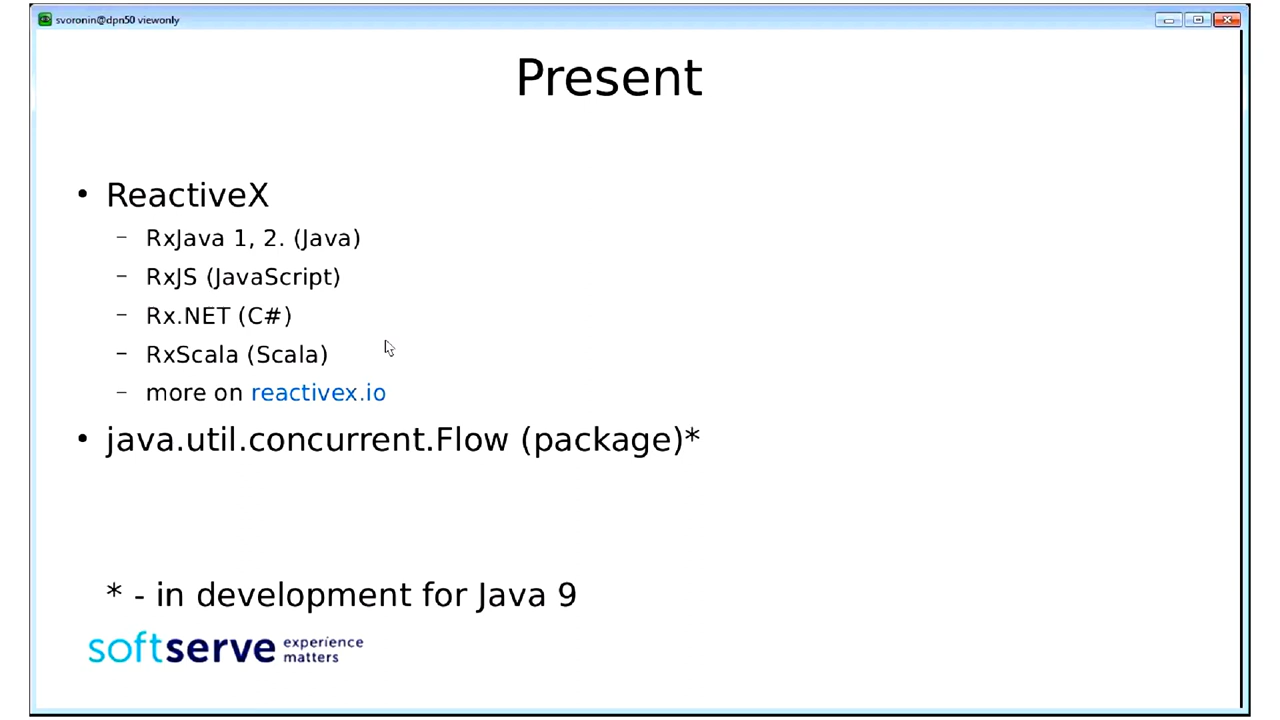 svoronin@dpn50 viewonly
Present
• ReactiveX
– RxJava 1, 2. (Java)
– RxJS (JavaScript)
– Rx.NET (C#)
– RxScala (Scala)
– more on reactivex.io
• java.util.concurrent.Flow (package)*
* - in development for Java 9
softserve experience
matters